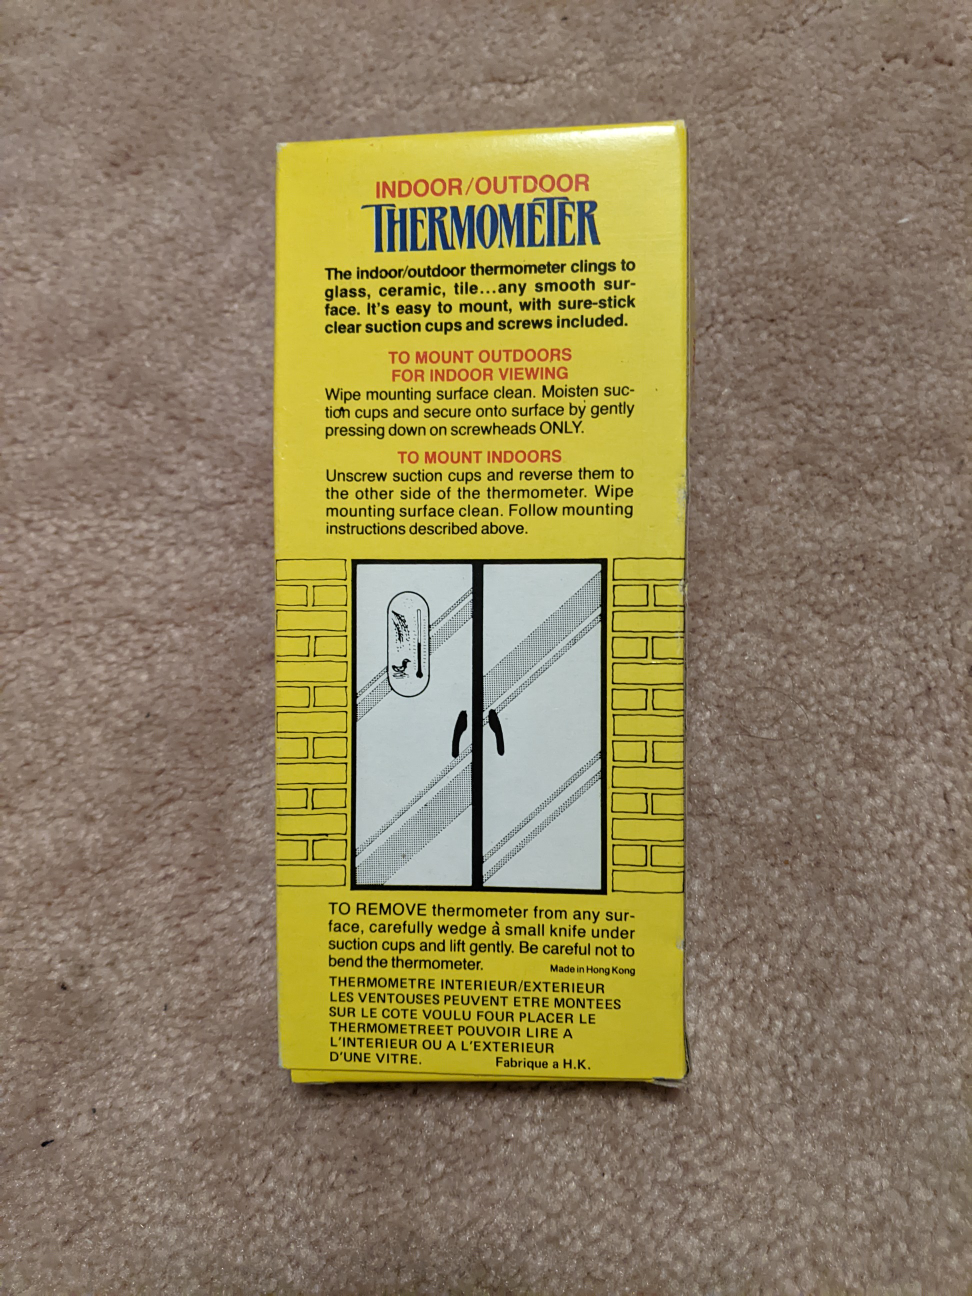 INDOOR/OUTDOOR
THERMOMETER
The indoor/outdoor thermometer clings to
glass, ceramic, tile...any smooth sur-
face. It's easy to mount, with sure-stick
clear suction cups and screws included.
TO MOUNT OUTDOORS
FOR INDOOR VIEWING
Wipe mounting surface clean. Moisten suc-
tion cups and secure onto surface by gently
pressing down on screwheads ONLY.
TO MOUNT INDOORS
Unscrew suction cups and reverse them to
the other side of the thermometer. Wipe
mounting surface clean. Follow mounting
instructions described above.
TO REMOVE thermometer from any sur-
face, carefully wedge a small knife under
suction cups and lift gently. Be careful not to
bend the thermometer.
Made in Hong Kong
THERMOMETRE INTERIEUR/EXTERIEUR
LES VENTOUSES PEUVENT ETRE MONTEES
SUR LE COTE VOULU FOUR PLACER LE
THERMOMETREET POUVOIR LIRE A
L'INTERIEUR OU A L'EXTERIEUR
D'UNE VITRE.
Fabrique a H.K.